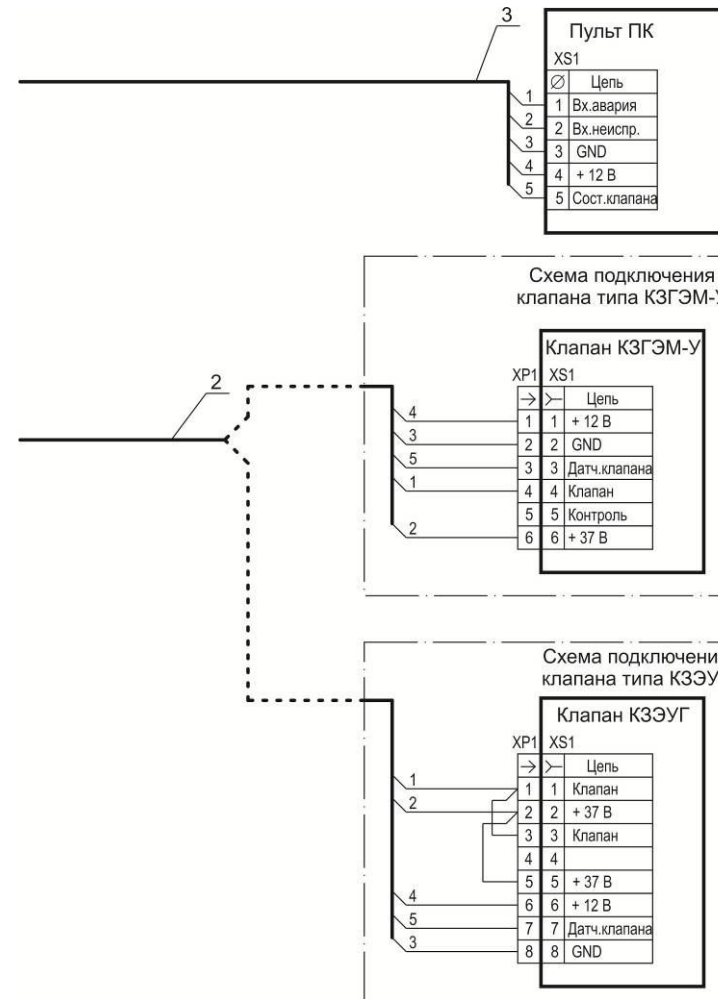 3
Пульт ПК
XS1
∅ Цепь
1 1 Вх.авария
2 2 Вх.неиспр.
3 3 GND
4 4 + 12 В
5 5 Сост.клапана
Схема подключения
клапана типа КЗГЭМ-У
Клапан КЗГЭМ-У
XP1 XS1
Цепь
4 1 1 + 12 В
3 2 2 GND
5 3 3 Датч.клапана
1 4 4 Клапан
5 5 Контроль
2 6 6 + 37 В
2
Схема подключени
клапана типа КЗЭУ
Клапан КЗЭУГ
XP1 XS1
Цепь
1 1 1 Клапан
2 2 2 + 37 В
3 3 Клапан
4 4
5 5 + 37 В
4 6 6 + 12 В
5 7 7 Датч.клапана
3 8 8 GND